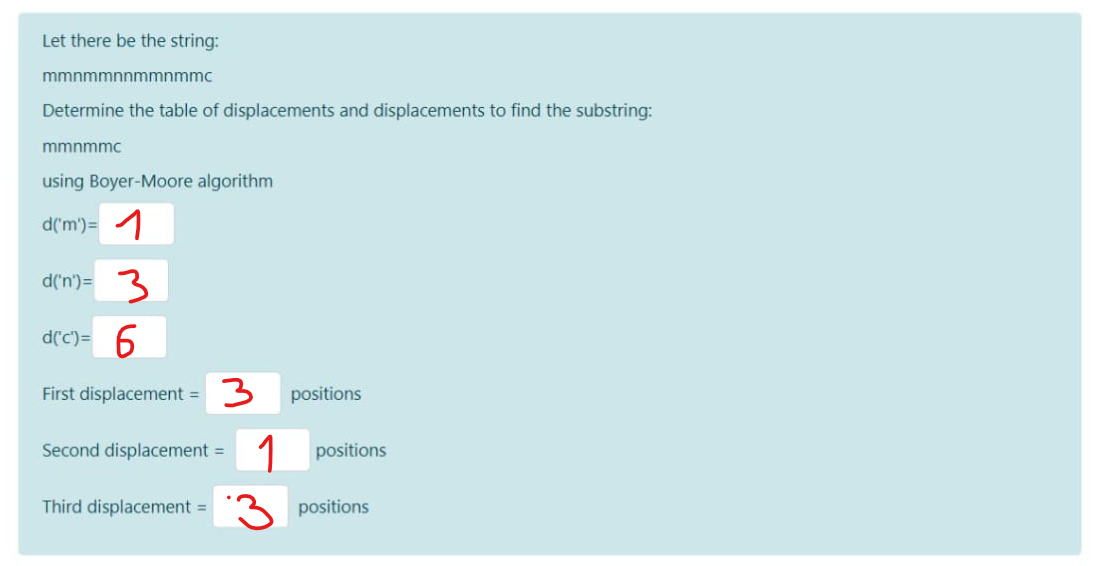 Let there be the string:
mmnmmnnmmnmmc
Determine the table of displacements and displacements to find the substring:
mmnmmc
using Boyer-Moore algorithm
d('m')= 1
d('n')= 3
d('c')= 6
First displacement = 3 positions
Second displacement = 1 positions
Third displacement = 3 positions